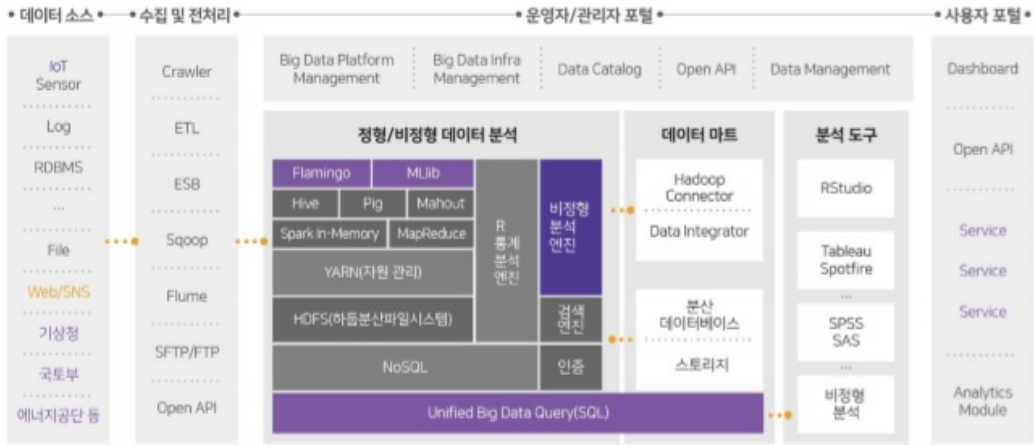 • 데이터 소스 •
IoT
Sensor
Log
RDBMS
...
File
Web/SNS
기상청
국토부
에너지공단 등
• 수집 및 전처리 •
Crawler
ETL
ESB
Sqoop
Flume
SFTP/FTP
Open API
• 운영자/관리자 포털 •
Big Data Platform
Management
Big Data Infra
Management
Data Catalog
Open API
Data Management
정형/비정형 데이터 분석
Flamingo
MLlib
Hive
Pig
Mahout
Spark In-Memory
MapReduce
YARN(자원 관리)
HDFS(하둡분산파일시스템)
NoSQL
R
통계
분석
엔진
비정형
분석
엔진
검색
엔진
인증
Unified Big Data Query(SQL)
데이터 마트
Hadoop
Connector
Data Integrator
분산
데이터베이스
스토리지
분석 도구
RStudio
Tableau
Spotfire
...
SPSS
SAS
...
비정형
분석
• 사용자 포털 •
Dashboard
Open API
Service
Service
Service
Analytics
Module